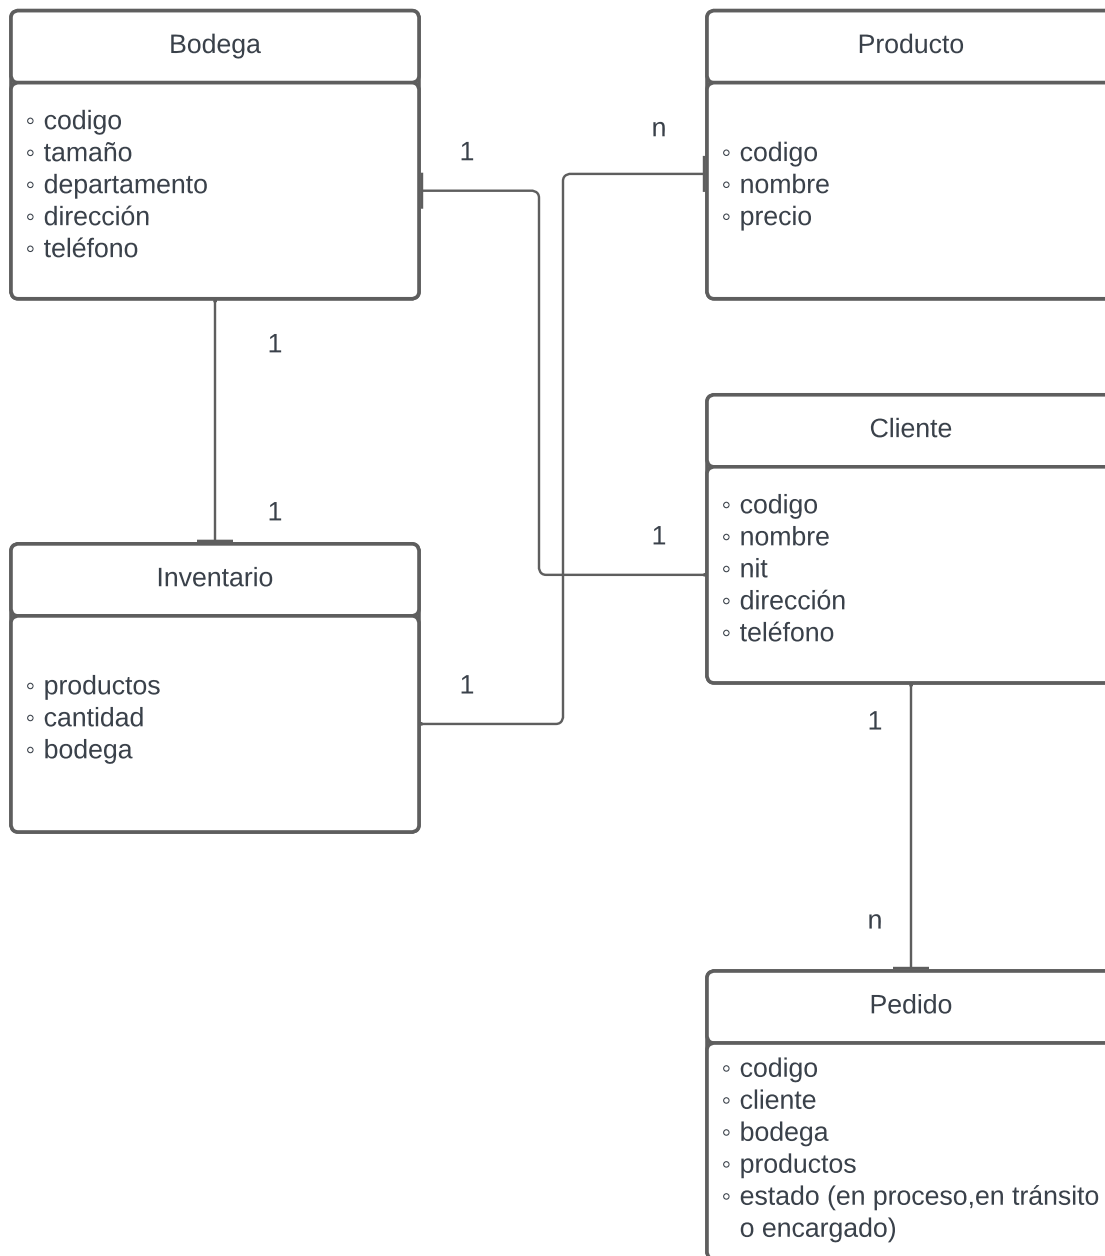 Bodega
◦ codigo
◦ tamaño
◦ departamento
◦ dirección
◦ teléfono
1
n
Producto
◦ codigo
◦ nombre
◦ precio
1
1
Inventario
◦ productos
◦ cantidad
◦ bodega
1
Cliente
◦ codigo
◦ nombre
◦ nit
◦ dirección
◦ teléfono
1
1
n
Pedido
◦ codigo
◦ cliente
◦ bodega
◦ productos
◦ estado (en proceso,en tránsito
o encargado)